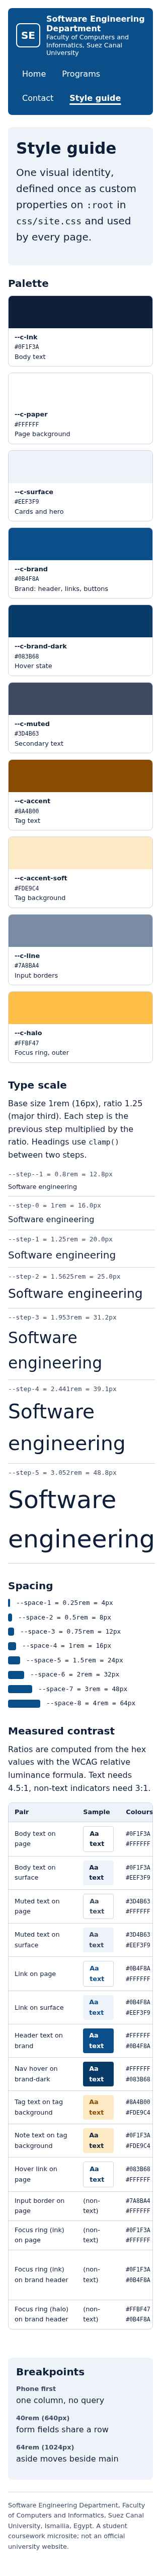 SE
Software Engineering
Department
Faculty of Computers and
Informatics, Suez Canal
University
Home
Programs
Contact
Style guide
Style guide
One visual identity,
defined once as custom
properties on :root in
css/site.css and used
by every page.
Palette
--c-ink
#0F1F3A
Body text
--c-paper
#FFFFFF
Page background
--c-surface
#EEF3F9
Cards and hero
--c-brand
#0B4F8A
Brand: header, links, buttons
--c-brand-dark
#083B68
Hover state
--c-muted
#3D4B63
Secondary text
--c-accent
#8A4B00
Tag text
--c-accent-soft
#FDE9C4
Tag background
--c-line
#7A8BA4
Input borders
--c-halo
#FFBF47
Focus ring, outer
Type scale
Base size 1rem (16px), ratio 1.25
(major third). Each step is the
previous step multiplied by the
ratio. Headings use clamp()
between two steps.
--step--1 = 0.8rem = 12.8px
Software engineering
--step-0 = 1rem = 16.0px
Software engineering
--step-1 = 1.25rem = 20.0px
Software engineering
--step-2 = 1.5625rem = 25.0px
Software engineering
--step-3 = 1.953rem = 31.2px
Software
engineering
--step-4 = 2.441rem = 39.1px
Software
engineering
--step-5 = 3.052rem = 48.8px
Software
engineering
Spacing
--space-1 = 0.25rem = 4px
--space-2 = 0.5rem = 8px
--space-3 = 0.75rem = 12px
--space-4 = 1rem = 16px
--space-5 = 1.5rem = 24px
--space-6 = 2rem = 32px
--space-7 = 3rem = 48px
--space-8 = 4rem = 64px
Measured contrast
Ratios are computed from the hex
values with the WCAG relative
luminance formula. Text needs
4.5:1, non-text indicators need 3:1.
Pair Sample Colours
Body text on page Aa text #0F1F3A #FFFFFF
Body text on surface Aa text #0F1F3A #EEF3F9
Muted text on page Aa text #3D4B63 #FFFFFF
Muted text on surface Aa text #3D4B63 #EEF3F9
Link on page Aa text #0B4F8A #FFFFFF
Link on surface Aa text #0B4F8A #EEF3F9
Header text on brand Aa text #FFFFFF #0B4F8A
Nav hover on brand-dark Aa text #FFFFFF #083B68
Tag text on tag background Aa text #8A4B00 #FDE9C4
Note text on tag background Aa text #0F1F3A #FDE9C4
Hover link on page Aa text #083B68 #FFFFFF
Input border on page (non-text) #7A8BA4 #FFFFFF
Focus ring (ink) on page (non-text) #0F1F3A #FFFFFF
Focus ring (ink) on brand header (non-text) #0F1F3A #0B4F8A
Focus ring (halo) on brand header (non-text) #FFBF47 #0B4F8A
Breakpoints
Phone first
one column, no query
40rem (640px)
form fields share a row
64rem (1024px)
aside moves beside main
Software Engineering Department, Faculty
of Computers and Informatics, Suez Canal
University, Ismailia, Egypt. A student
coursework microsite; not an official
university website.